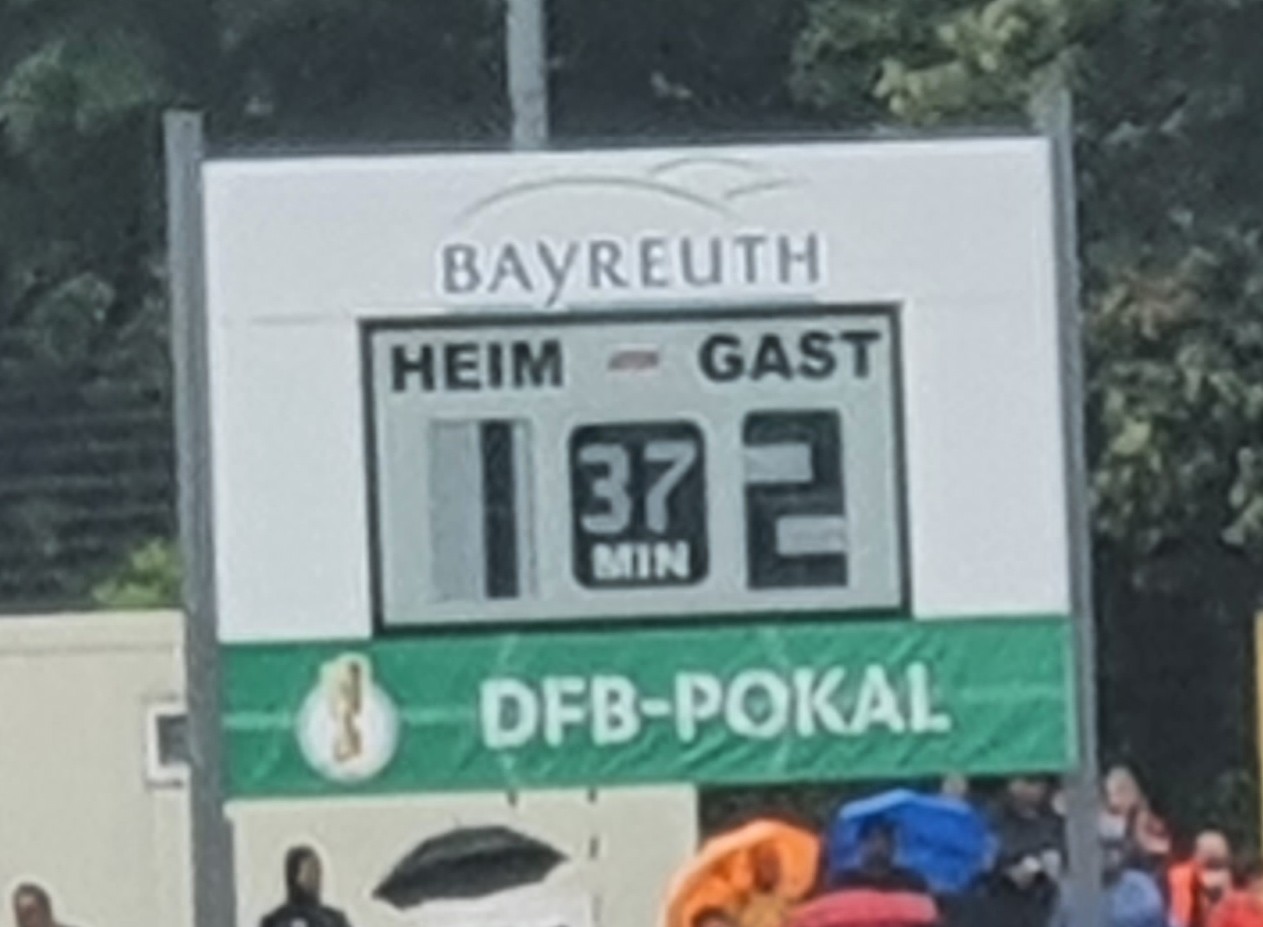 BAYREUTH
HEIM - GAST
1 37 2
MIN
DFB-POKAL